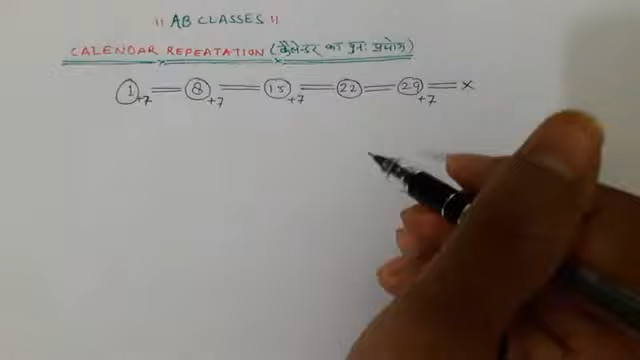 " AB CLASSES "
CALENDAR REPEATATION (कैलेन्डर का पुनः प्रयोग)
1 +7 = 8 +7 = 15 +7 = 22 = 29 +7 = x